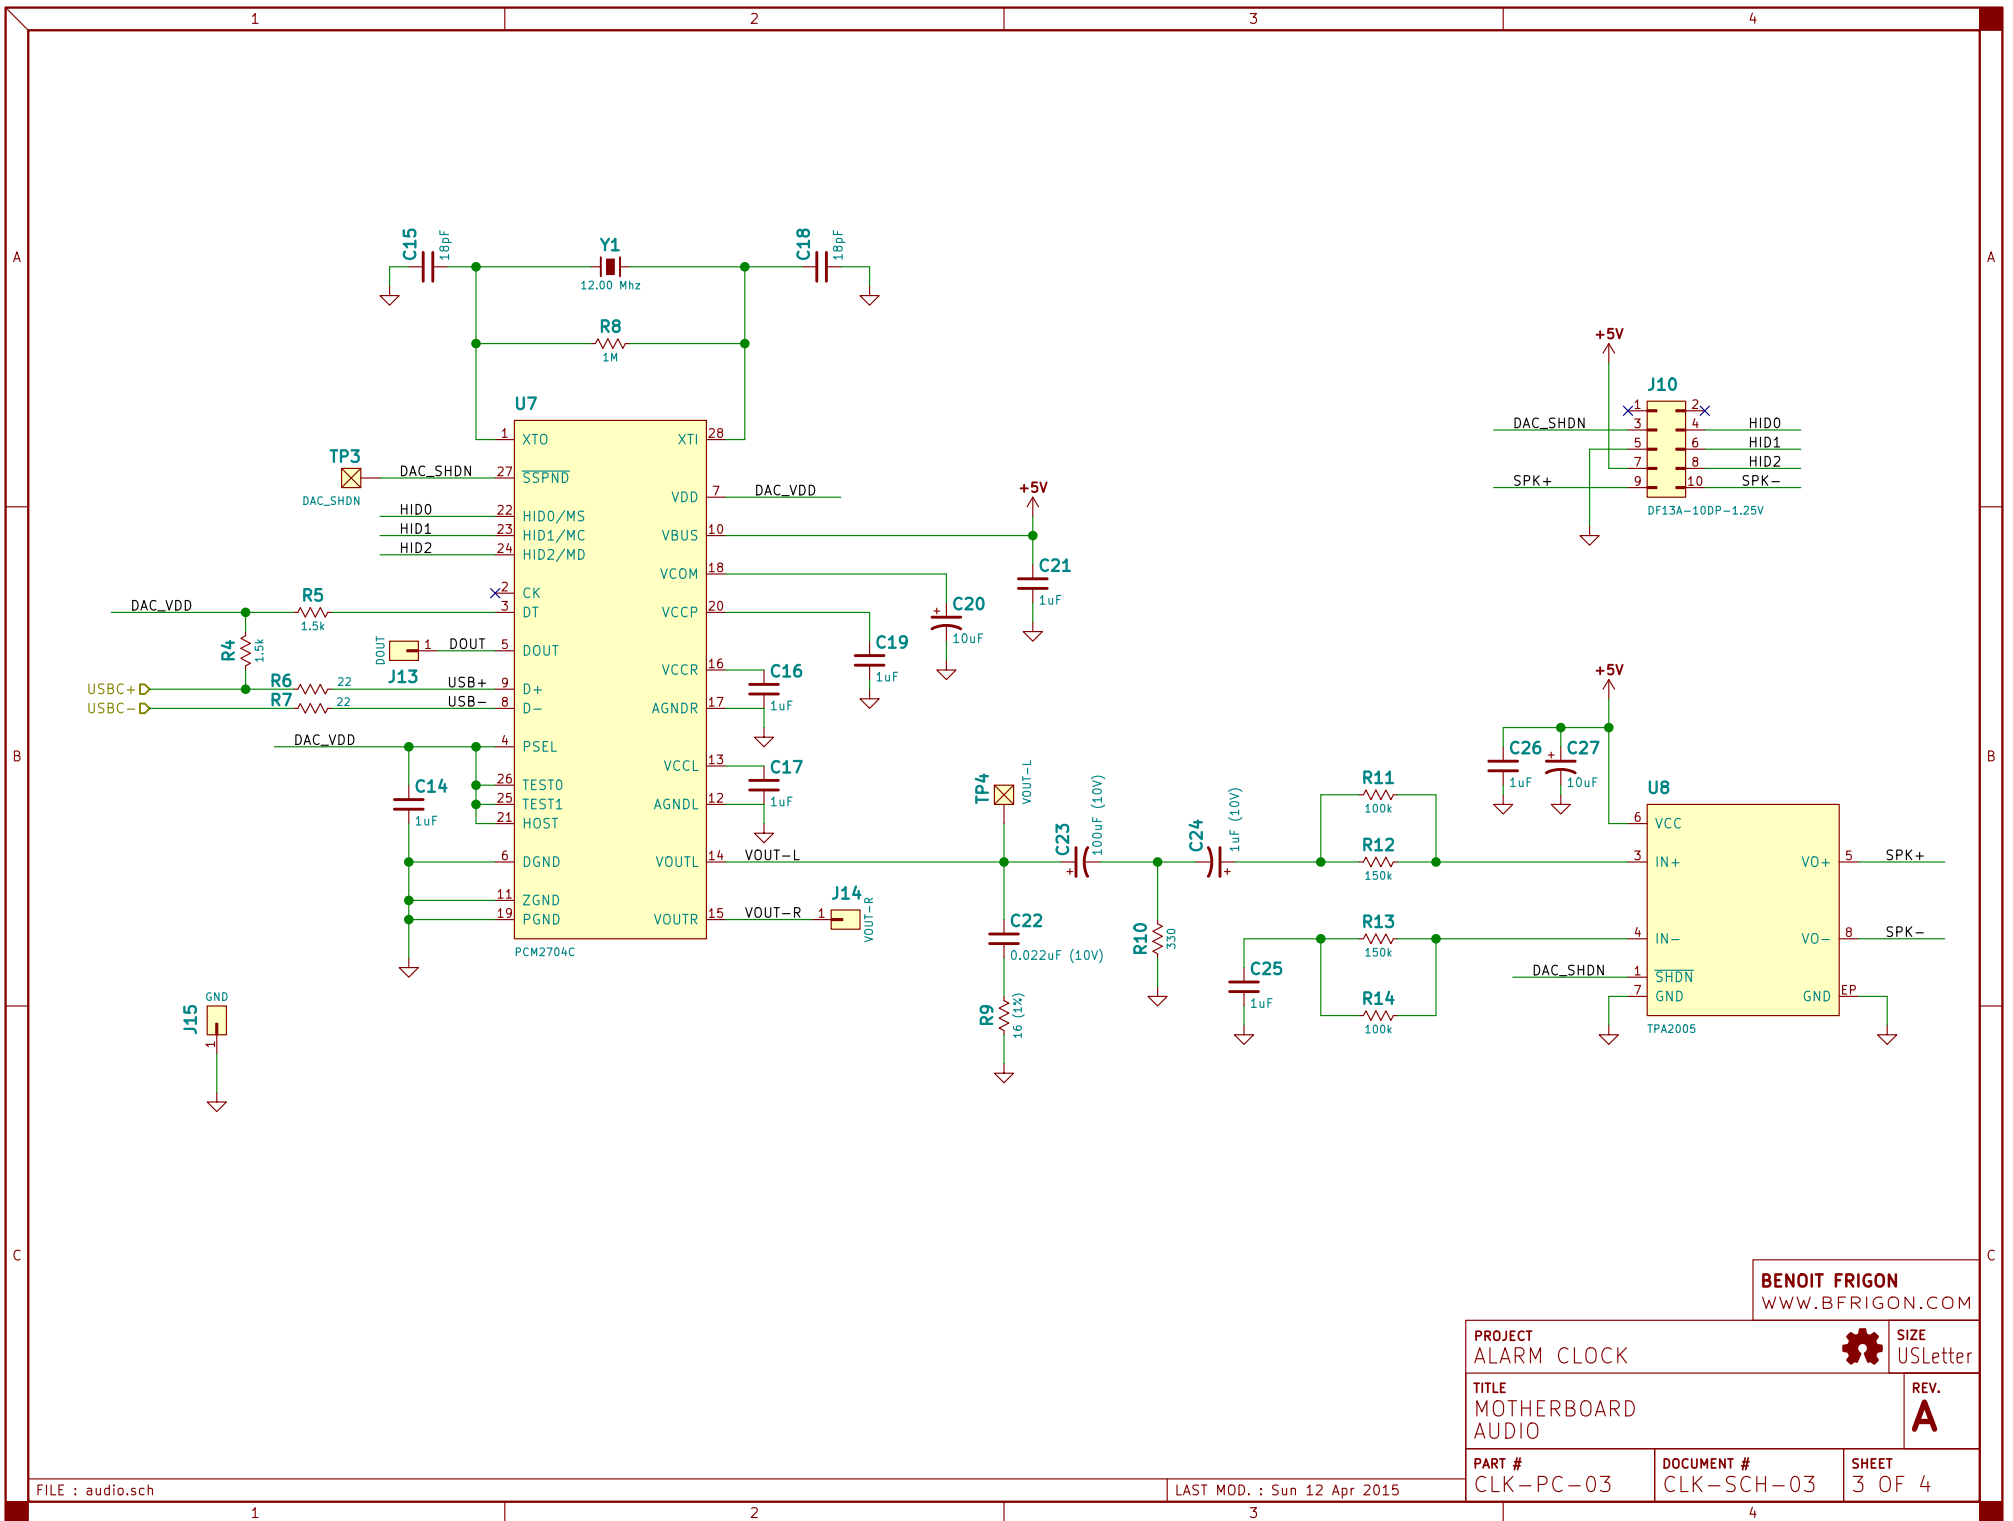 1 2 3 4
A A
B B
C C
C15
18pF
Y1
12.00 Mhz
C18
18pF
R8
1M
U7
1 XTO
XTI 28
TP3
DAC_SHDN
DAC_SHDN
27 SSPND
VDD 7
DAC_VDD
HID0
22 HID0/MS
HID1
23 HID1/MC
HID2
24 HID2/MD
VBUS 10
+5V
C21
1uF
VCOM 18
C20
+
10uF
2 CK
DAC_VDD
R5
1.5k
3 DT
VCCP 20
C19
1uF
R4
1.5k
DOUT
1
J13
DOUT
5 DOUT
VCCR 16
C16
1uF
USBC+
R6
22
USB+
9 D+
USBC-
R7
22
USB-
8 D-
AGNDR 17
DAC_VDD
4 PSEL
C14
1uF
VCCL 13
C17
1uF
26 TEST0
25 TEST1
AGNDL 12
21 HOST
6 DGND
VOUTL 14
VOUT-L
11 ZGND
19 PGND
VOUTR 15
VOUT-R
1
J14
VOUT-R
PCM2704C
J15
GND
1
TP4
VOUT-L
C23
100uF (10V)
+
C24
1uF (10V)
+
C22
0.022uF (10V)
R9
16 (1%)
R10
330
R11
100k
R12
150k
R13
150k
R14
100k
C25
1uF
+5V
J10
1 2
DAC_SHDN
3 4
HID0
5 6
HID1
7 8
HID2
SPK+
9 10
SPK-
DF13A-10DP-1.25V
+5V
C26
1uF
C27
+
10uF
U8
6 VCC
3 IN+
VO+ 5
SPK+
4 IN-
VO- 8
SPK-
DAC_SHDN
1 SHDN
7 GND
GND EP
TPA2005
BENOIT FRIGON
WWW.BFRIGON.COM
PROJECT
ALARM CLOCK
SIZE
USLetter
TITLE
MOTHERBOARD
AUDIO
REV.
A
PART #
CLK-PC-03
DOCUMENT #
CLK-SCH-03
SHEET
3 OF 4
FILE : audio.sch
LAST MOD. : Sun 12 Apr 2015
1 2 3 4